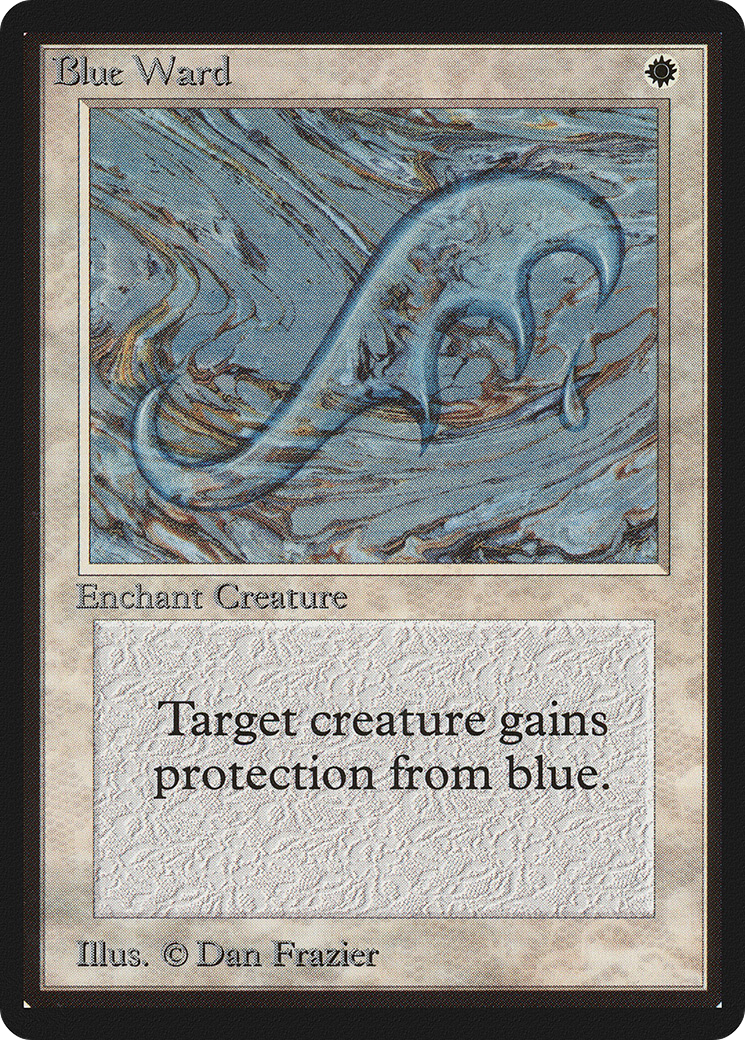 Blue Ward
Enchant Creature
Target creature gains
protection from blue.
Illus. © Dan Frazier